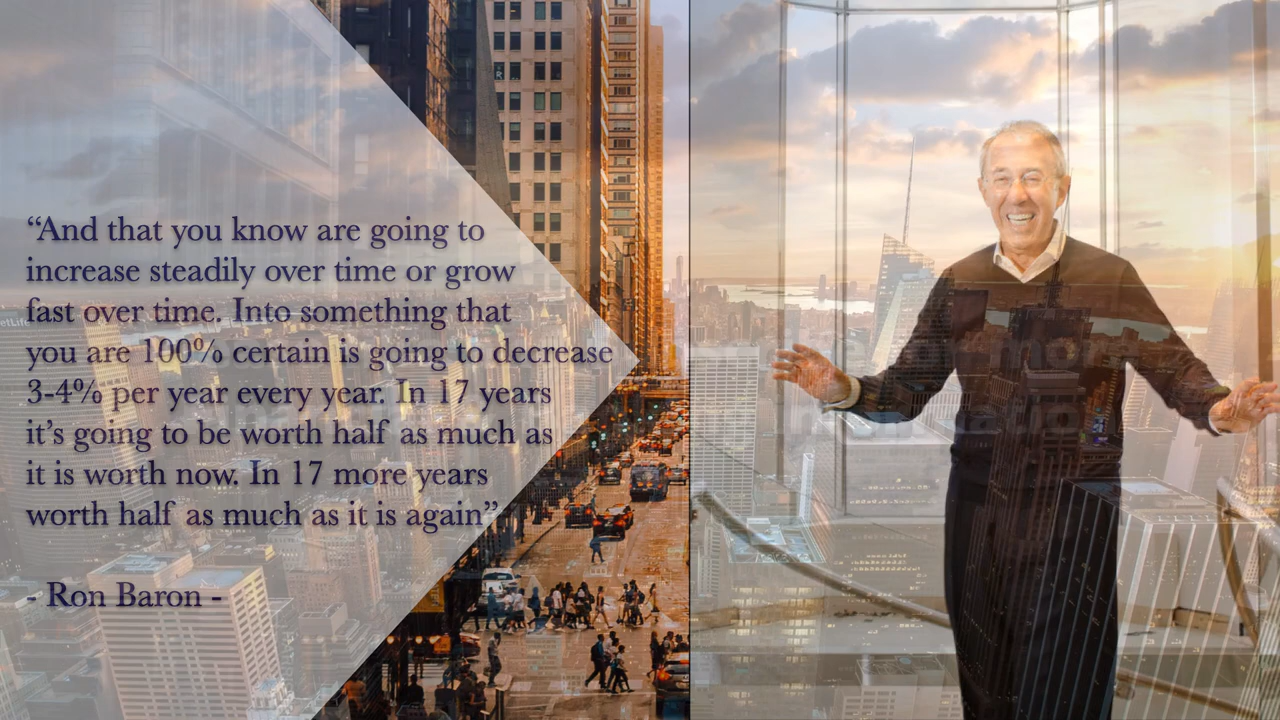 “And that you know are going to
increase steadily over time or grow
fast over time. Into something that
you are 100% certain is going to decrease
3-4% per year every year. In 17 years
it’s going to be worth half as much as
it is worth now. In 17 more years
worth half as much as it is again”
- Ron Baron -